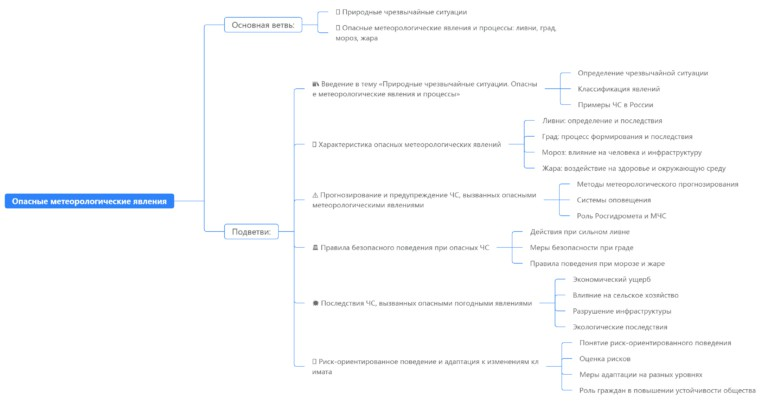 Опасные метеорологические явления
Основная ветвь:
Природные чрезвычайные ситуации
Опасные метеорологические явления и процессы: ливни, град,
мороз, жара
Подветви:
Введение в тему «Природные чрезвычайные ситуации. Опасны
е метеорологические явления и процессы»
Определение чрезвычайной ситуации
Классификация явлений
Примеры ЧС в России
Характеристика опасных метеорологических явлений
Ливни: определение и последствия
Град: процесс формирования и последствия
Мороз: влияние на человека и инфраструктуру
Жара: воздействие на здоровье и окружающую среду
⚠ Прогнозирование и предупреждение ЧС, вызванных опасными
метеорологическими явлениями
Методы метеорологического прогнозирования
Системы оповещения
Роль Росгидромета и МЧС
Правила безопасного поведения при опасных ЧС
Действия при сильном ливне
Меры безопасности при граде
Правила поведения при морозе и жаре
Последствия ЧС, вызванных опасными погодными явлениями
Экономический ущерб
Влияние на сельское хозяйство
Разрушение инфраструктуры
Экологические последствия
Риск-ориентированное поведения и адаптация к изменениям кл
имата
Понятие риск-ориентированного поведения
Оценка рисков
Меры адаптации на разных уровнях
Роль граждан в повышении устойчивости общества